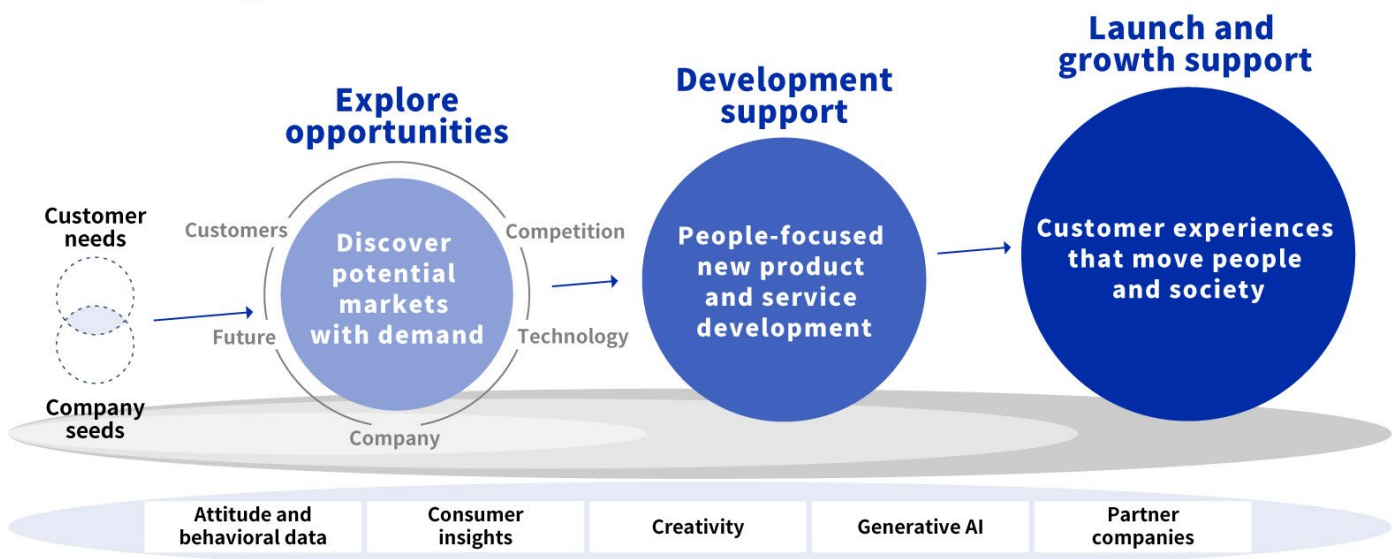 Explore
opportunities
Development
support
Launch and
growth support
Customer
needs
Company
seeds
Customers
Competition
Future
Technology
Company
Discover
potential
markets
with demand
People-focused
new product
and service
development
Customer experiences
that move people
and society
Attitude and
behavioral data
Consumer
insights
Creativity
Generative AI
Partner
companies